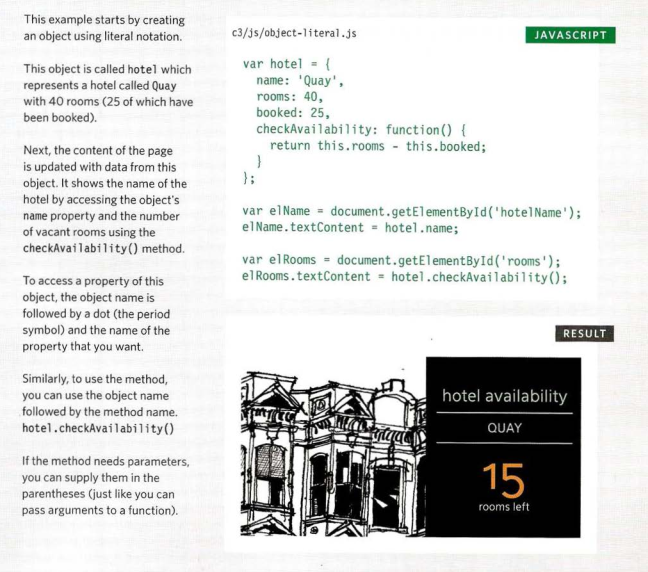 This example starts by creating
an object using literal notation.
This object is called hotel which
represents a hotel called Quay
with 40 rooms (25 of which have
been booked).
Next, the content of the page
is updated with data from this
object. It shows the name of the
hotel by accessing the object's
name property and the number
of vacant rooms using the
checkAvailability() method.
To access a property of this
object, the object name is
followed by a dot (the period
symbol) and the name of the
property that you want.
Similarly, to use the method,
you can use the object name
followed by the method name.
hotel.checkAvailability()
If the method needs parameters,
you can supply them in the
parentheses (just like you can
pass arguments to a function).
c3/js/object-literal.js
JAVASCRIPT
var hotel = {
  name: 'Quay',
  rooms: 40,
  booked: 25,
  checkAvailability: function() {
    return this.rooms - this.booked;
  }
};
var elName = document.getElementById('hotelName');
elName.textContent = hotel.name;
var elRooms = document.getElementById('rooms');
elRooms.textContent = hotel.checkAvailability();
RESULT
hotel availability
QUAY
15
rooms left